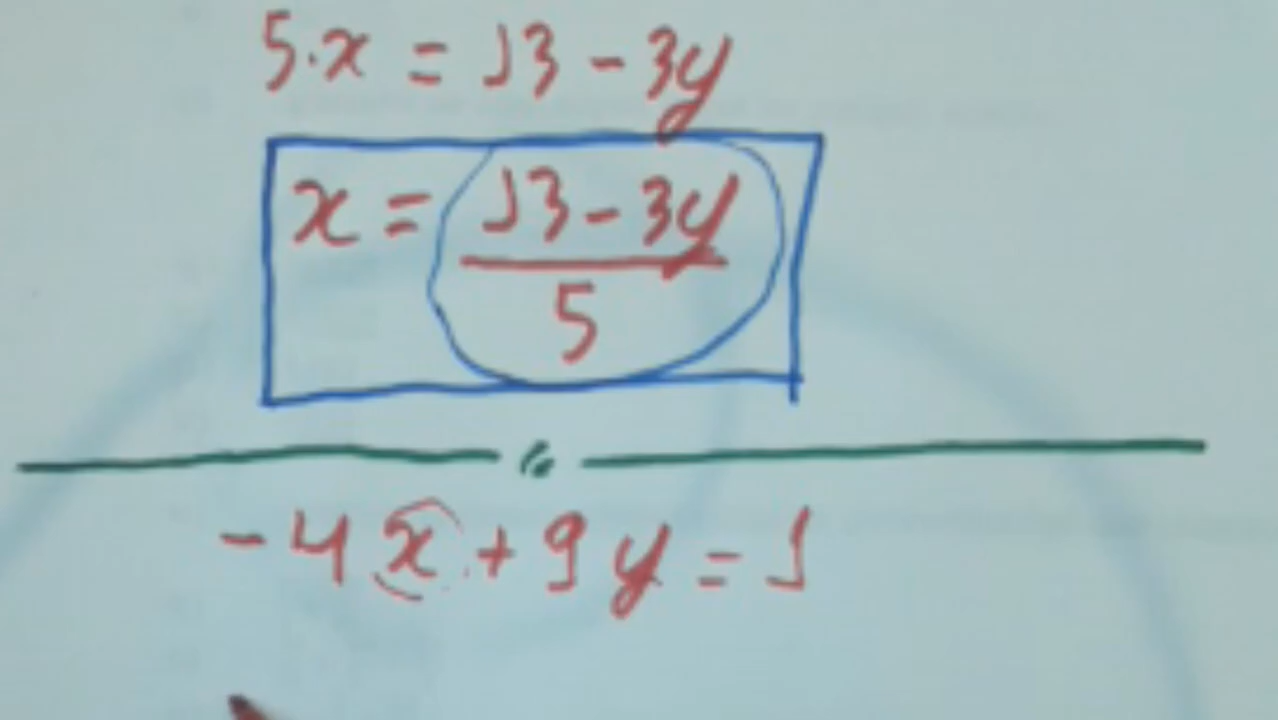 5·x = 13 - 3y
x = 13 - 3y
5
-4x + 9y = 1